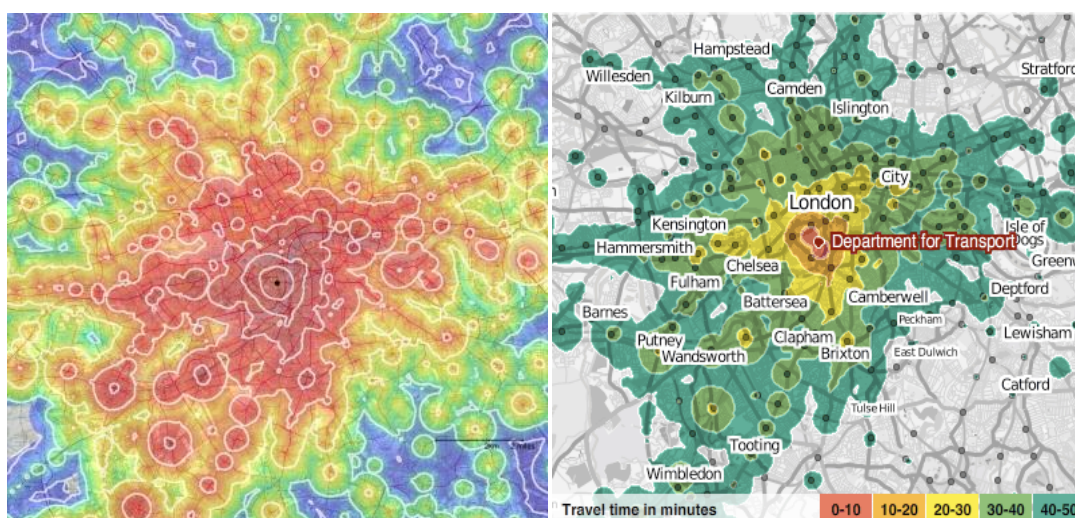 Hampstead
Willesden
Stratford
Kilburn
Camden
Islington
City
London
Kensington
Department for Transport
Isle of
Dogs
Hammersmith
Chelsea
Greenw
Fulham
Deptford
Battersea
Camberwell
Barnes
Peckham
Lewisham
Putney
Clapham
Wandsworth
Brixton
East Dulwich
Catford
Tulse Hill
Tooting
Wimbledon
Travel time in minutes 0-10 10-20 20-30 30-40 40-50